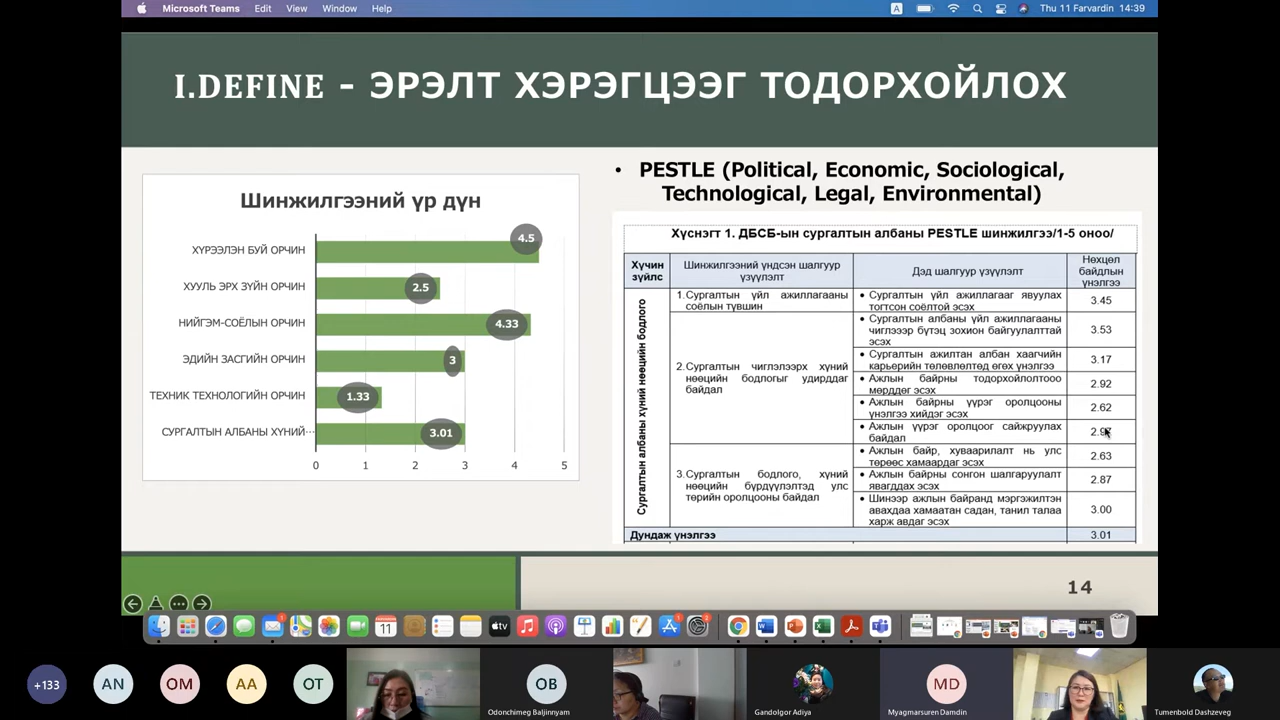 Microsoft Teams Edit View Window Help
A Thu 11 Farvardin 14:39
I.DEFINE - ЭРЭЛТ ХЭРЭГЦЭЭГ ТОДОРХОЙЛОХ
Шинжилгээний үр дүн
ХҮРЭЭЛЭН БУЙ ОРЧИН 4.5
ХУУЛЬ ЭРХ ЗҮЙН ОРЧИН 2.5
НИЙГЭМ-СОЁЛЫН ОРЧИН 4.33
ЭДИЙН ЗАСГИЙН ОРЧИН 3
ТЕХНИК ТЕХНОЛОГИЙН ОРЧИН 1.33
СУРГАЛТЫН АЛБАНЫ ХҮНИЙ... 3.01
0 1 2 3 4 5
• PESTLE (Political, Economic, Sociological,
Technological, Legal, Environmental)
Хүснэгт 1. ДБСБ-ын сургалтын албаны PESTLE шинжилгээ/1-5 оноо/
Хүчин
зүйлс
Шинжилгээний үндсэн шалгуур
үзүүлэлт
Дэд шалгуур үзүүлэлт
Нөхцөл
байдлын
үнэлгээ
Сургалтын албаны хүний нөөцийн бодлого
1.Сургалтын үйл ажиллагааны
соёлын түвшин
• Сургалтын үйл ажиллагааг явуулах
тогтсон соёлтой эсэх
3.45
2.Сургалтын чиглэлээрх хүний
нөөцийн бодлогыг удирддаг
байдал
• Сургалтын албаны үйл ажиллагааны
чиглэээр бүтэц зохион байгуулалттай
эсэх
3.53
• Сургалтын ажилтан албан хаагчийн
карьерийн төлөвлөлтөд өгөх үнэлгээ
3.17
• Ажлын байрны тодорхойлолтооо
мөрддөг эсэх
2.92
• Ажлын байрны үүрэг оролцооны
үнэлгээ хийдэг эсэх
2.62
• Ажлын үүрэг оролцоог сайжруулах
байдал
3.Сургалтын бодлого, хүний
нөөцийн бүрдүүлэлтэд улс
төрийн оролцооны байдал
• Ажлын байр, хуваарилалт нь улс
төрөөс хамаардаг эсэх
2.63
• Ажлын байрны сонгон шалгаруулалт
явагддаг эсэх
2.87
• Шинээр ажлын байранд мэргэжилтэн
авахдаа хамаатан садан, танил талаа
харж авдаг эсэх
3.00
Дундаж үнэлгээ 3.01
14
tv
11
+133
AN
OM
AA
OT
OB
Odonchimeg Baljinnyam
Gandolgor Adiya
MD
Myagmarsuren Damdin
Tumenbold Dashzeveg